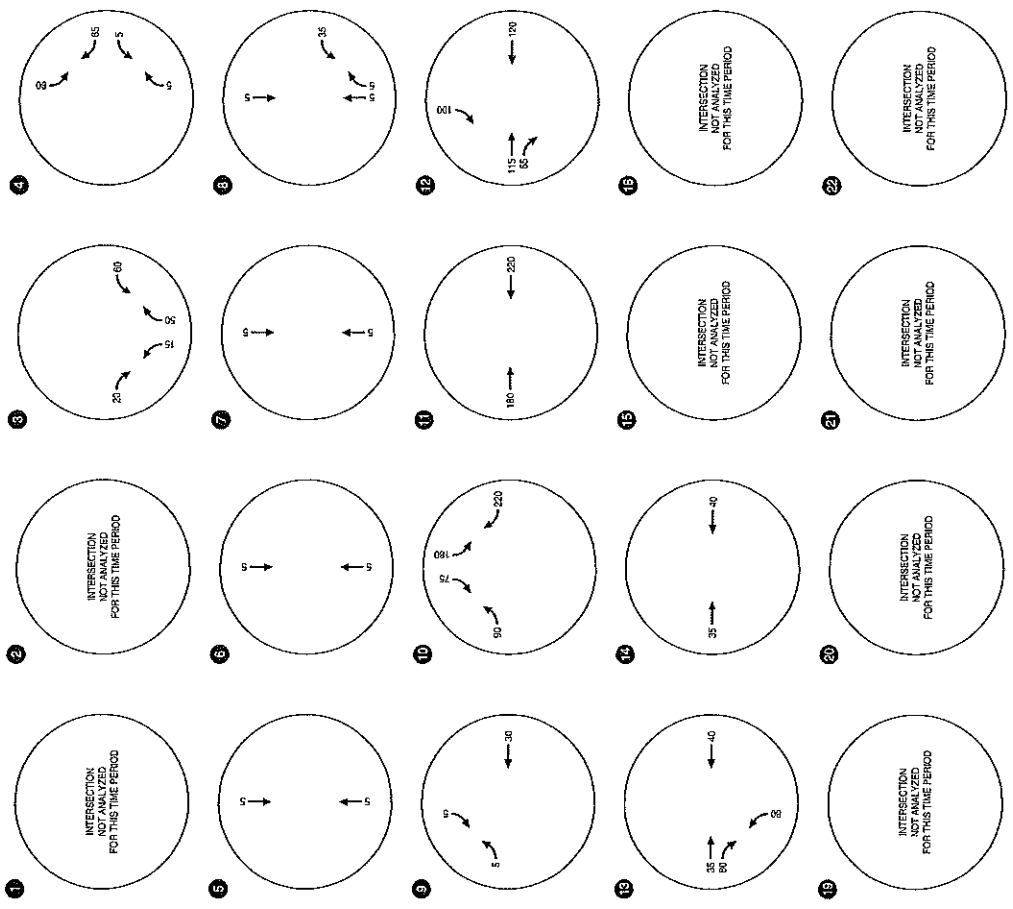 1
INTERSECTION
NOT ANALYZED
FOR THIS TIME PERIOD
2
INTERSECTION
NOT ANALYZED
FOR THIS TIME PERIOD
3
20
15
50
60
4
60
65
5
5
5
5
5
6
5
5
7
5
5
8
5
35
5
5
9
5
5
30
10
90
75
180
220
11
180
220
12
100
115
65
120
13
35
60
60
40
14
35
40
15
INTERSECTION
NOT ANALYZED
FOR THIS TIME PERIOD
16
INTERSECTION
NOT ANALYZED
FOR THIS TIME PERIOD
19
INTERSECTION
NOT ANALYZED
FOR THIS TIME PERIOD
20
INTERSECTION
NOT ANALYZED
FOR THIS TIME PERIOD
21
INTERSECTION
NOT ANALYZED
FOR THIS TIME PERIOD
22
INTERSECTION
NOT ANALYZED
FOR THIS TIME PERIOD